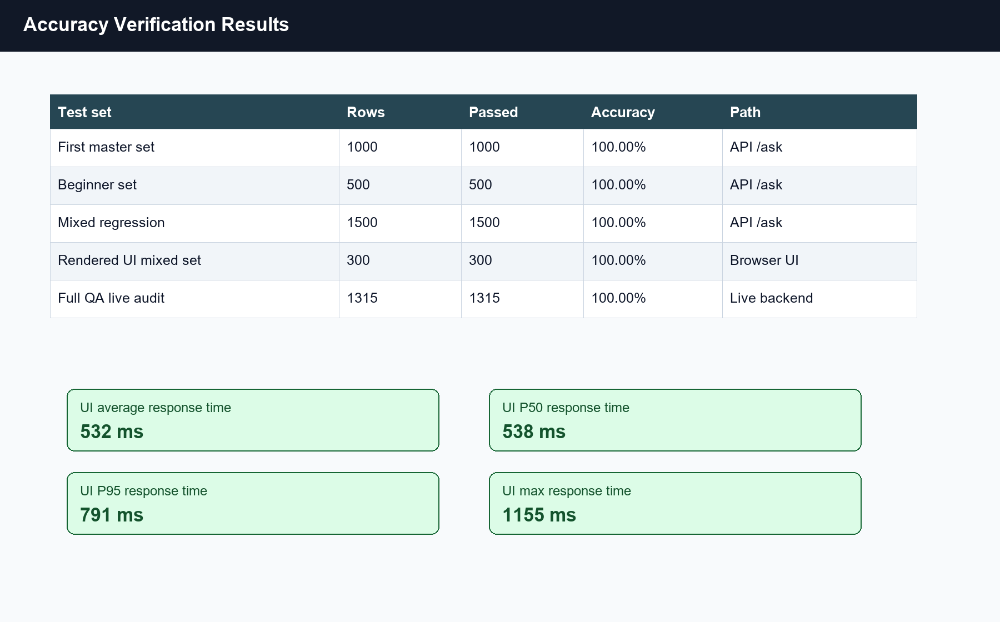 Accuracy Verification Results
Test set Rows Passed Accuracy Path
First master set 1000 1000 100.00% API /ask
Beginner set 500 500 100.00% API /ask
Mixed regression 1500 1500 100.00% API /ask
Rendered UI mixed set 300 300 100.00% Browser UI
Full QA live audit 1315 1315 100.00% Live backend
UI average response time
532 ms
UI P50 response time
538 ms
UI P95 response time
791 ms
UI max response time
1155 ms